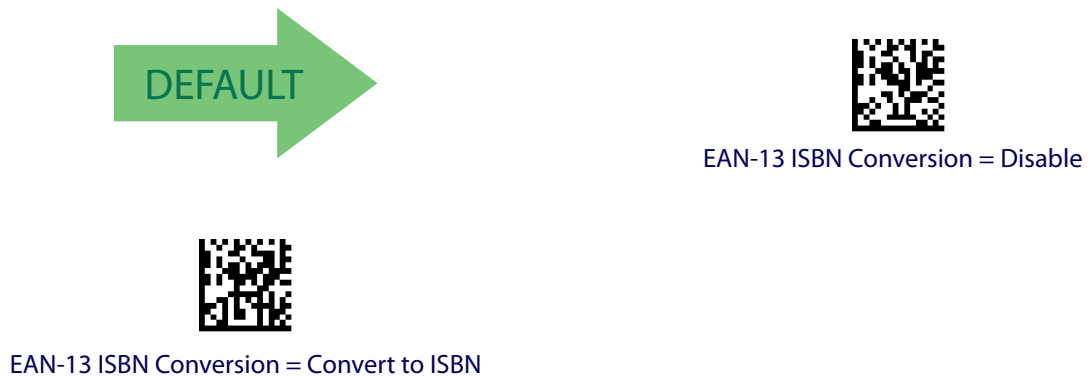 DEFAULT
EAN-13 ISBN Conversion = Disable
EAN-13 ISBN Conversion = Convert to ISBN